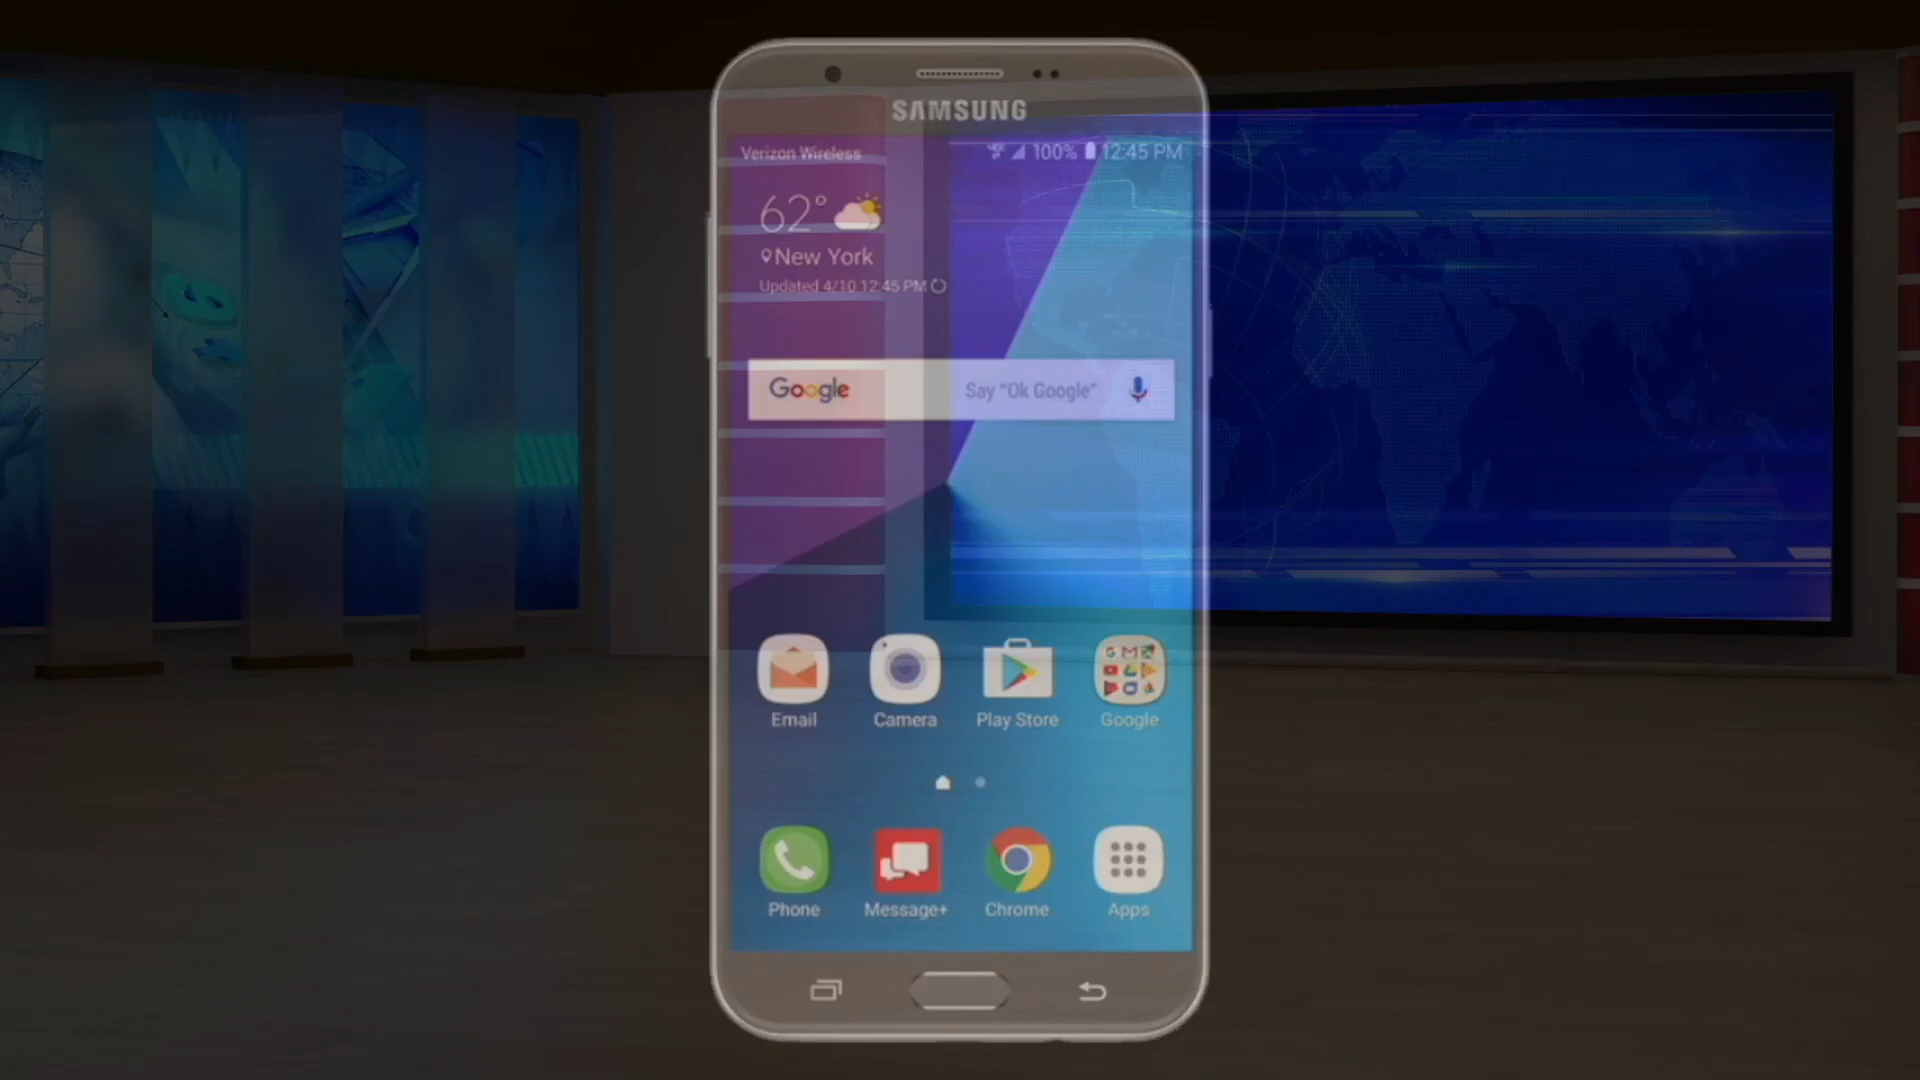 SAMSUNG
Verizon Wireless 100% 12:45 PM
62°
New York
Updated 4/10 12:45 PM
Google Say "Ok Google"
Email Camera Play Store Google
Phone Message+ Chrome Apps